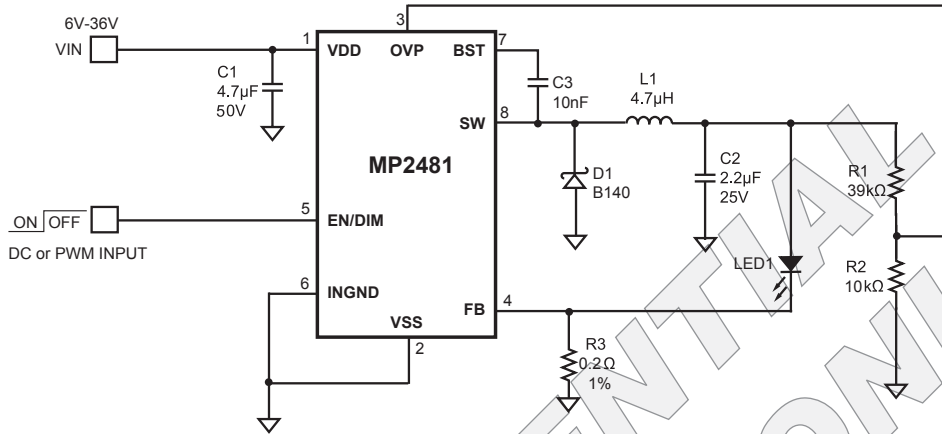 6V-36V
VIN
C1
4.7µF
50V
1
VDD
3
OVP
BST
7
C3
10nF
SW
8
L1
4.7µH
MP2481
D1
B140
C2
2.2µF
25V
R1
39kΩ
ON OFF
DC or PWM INPUT
5
EN/DIM
LED1
R2
10kΩ
6
INGND
FB
4
VSS
2
R3
0.2Ω
1%
ENTIAL
ON